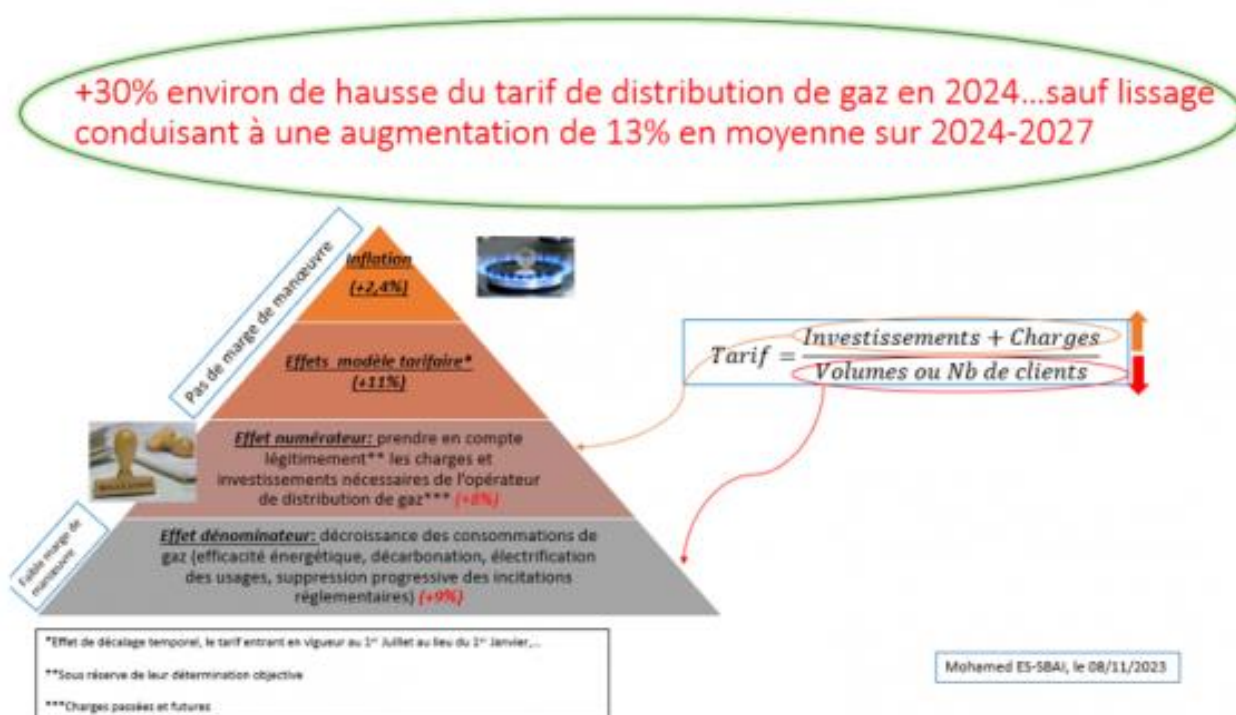 +30% environ de hausse du tarif de distribution de gaz en 2024...sauf lissage
conduisant à une augmentation de 13% en moyenne sur 2024-2027
Pas de marge de manœuvre
Inflation
(+2,4%)
Effets modèle tarifaire*
(+11%)
Tarif = Investissements + Charges
Volumes ou Nb de clients
Effet numérateur: prendre en compte
légitimement** les charges et
investissements nécessaires de l'opérateur
de distribution de gaz*** (+8%)
Faible marge de
manœuvre
Effet dénominateur: décroissance des consommations de
gaz (efficacité énergétique, décarbonation, électrification
des usages, suppression progressive des incitations
réglementaires) (+9%)
*Effet de décalage temporel, le tarif entrant en vigueur au 1er Juillet au lieu du 1er Janvier,...
**Sous réserve de leur détermination objective
***Charges passées et futures
Mohamed ES-SBAI, le 08/11/2023